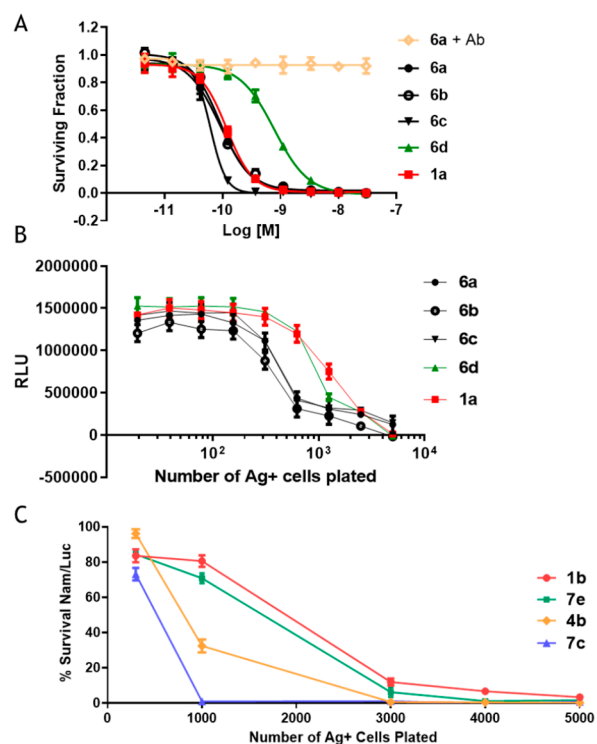 A
1.2
1.0
0.8
0.6
0.4
0.2
0.0
-0.2
Surviving Fraction
-11 -10 -9 -8 -7
Log [M]
6a + Ab
6a
6b
6c
6d
1a
B
2000000
1500000
1000000
500000
0
-500000
RLU
10² 10³ 10⁴
Number of Ag+ cells plated
6a
6b
6c
6d
1a
C
100
80
60
40
20
0
% Survival Nam/Luc
0 1000 2000 3000 4000 5000
Number of Ag+ Cells Plated
1b
7e
4b
7c